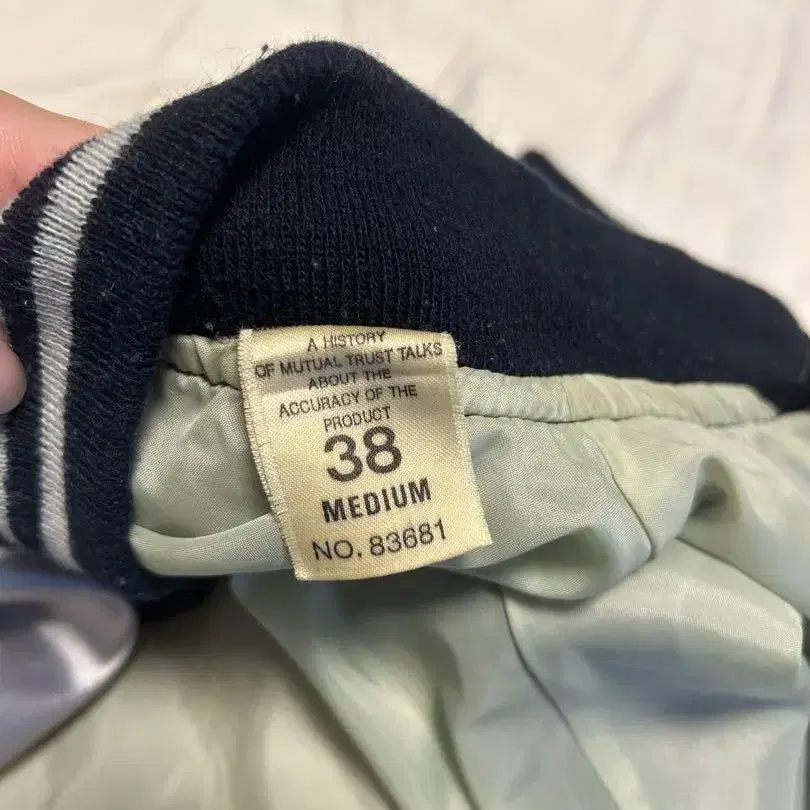 A HISTORY
OF MUTUAL TRUST TALKS
ABOUT THE
ACCURACY OF THE
PRODUCT
38
MEDIUM
NO. 83681